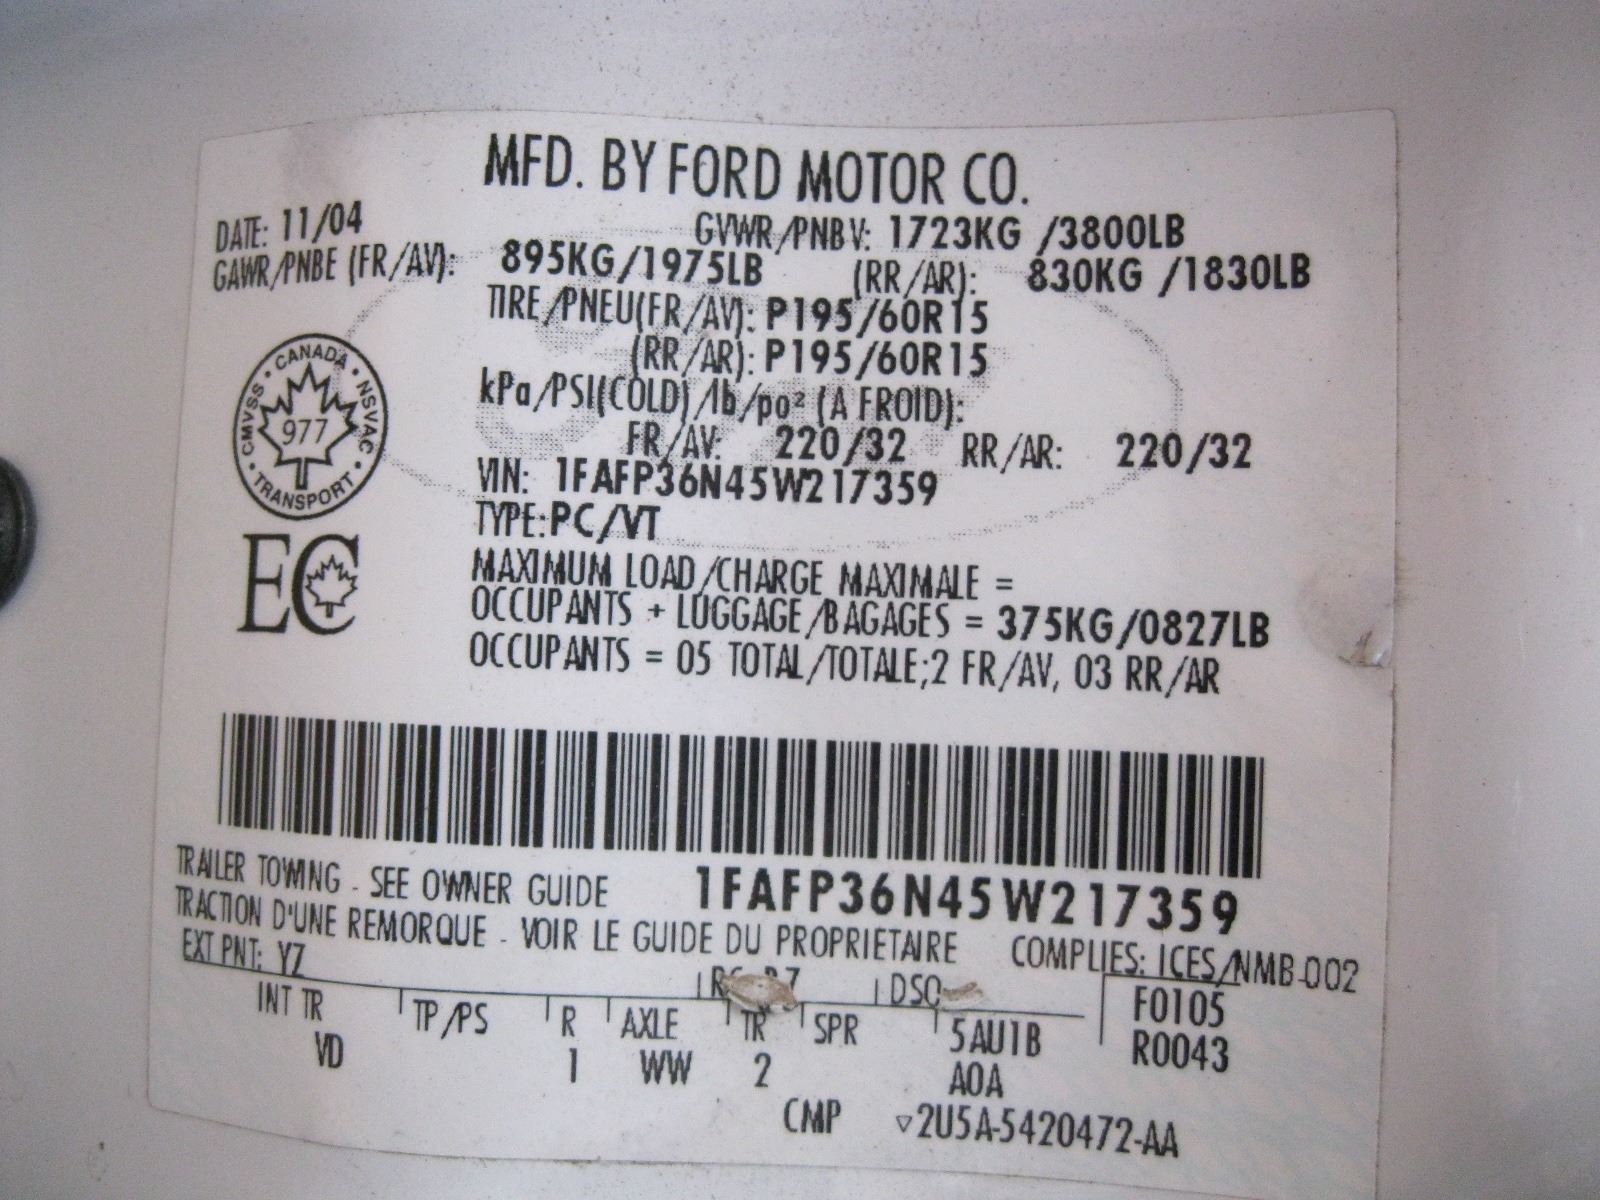 MFD. BY FORD MOTOR CO.
DATE: 11/04 GVWR/PNBV: 1723KG /3800LB
GAWR/PNBE (FR/AV): 895KG/1975LB (RR/AR): 830KG /1830LB
TIRE/PNEU(FR/AV): P195/60R15
(RR/AR): P195/60R15
kPa/PSI(COLD)/lb/po² (A FROID):
FR/AV: 220/32 RR/AR: 220/32
VIN: 1FAFP36N45W217359
TYPE: PC/VT
CANADA • NSVAC • TRANSPORT • CMVSS •
977
EC
MAXIMUM LOAD/CHARGE MAXIMALE =
OCCUPANTS + LUGGAGE/BAGAGES = 375KG/0827LB
OCCUPANTS = 05 TOTAL/TOTALE;2 FR/AV, 03 RR/AR
TRAILER TOWING - SEE OWNER GUIDE 1FAFP36N45W217359
TRACTION D'UNE REMORQUE - VOIR LE GUIDE DU PROPRIETAIRE COMPLIES: ICES/NMB-002
EXT PNT: YZ DSO F0105
INT TR TP/PS R AXLE TR SPR 5AU1B R0043
VD 1 WW 2 A0A
CMP ▿2U5A-5420472-AA